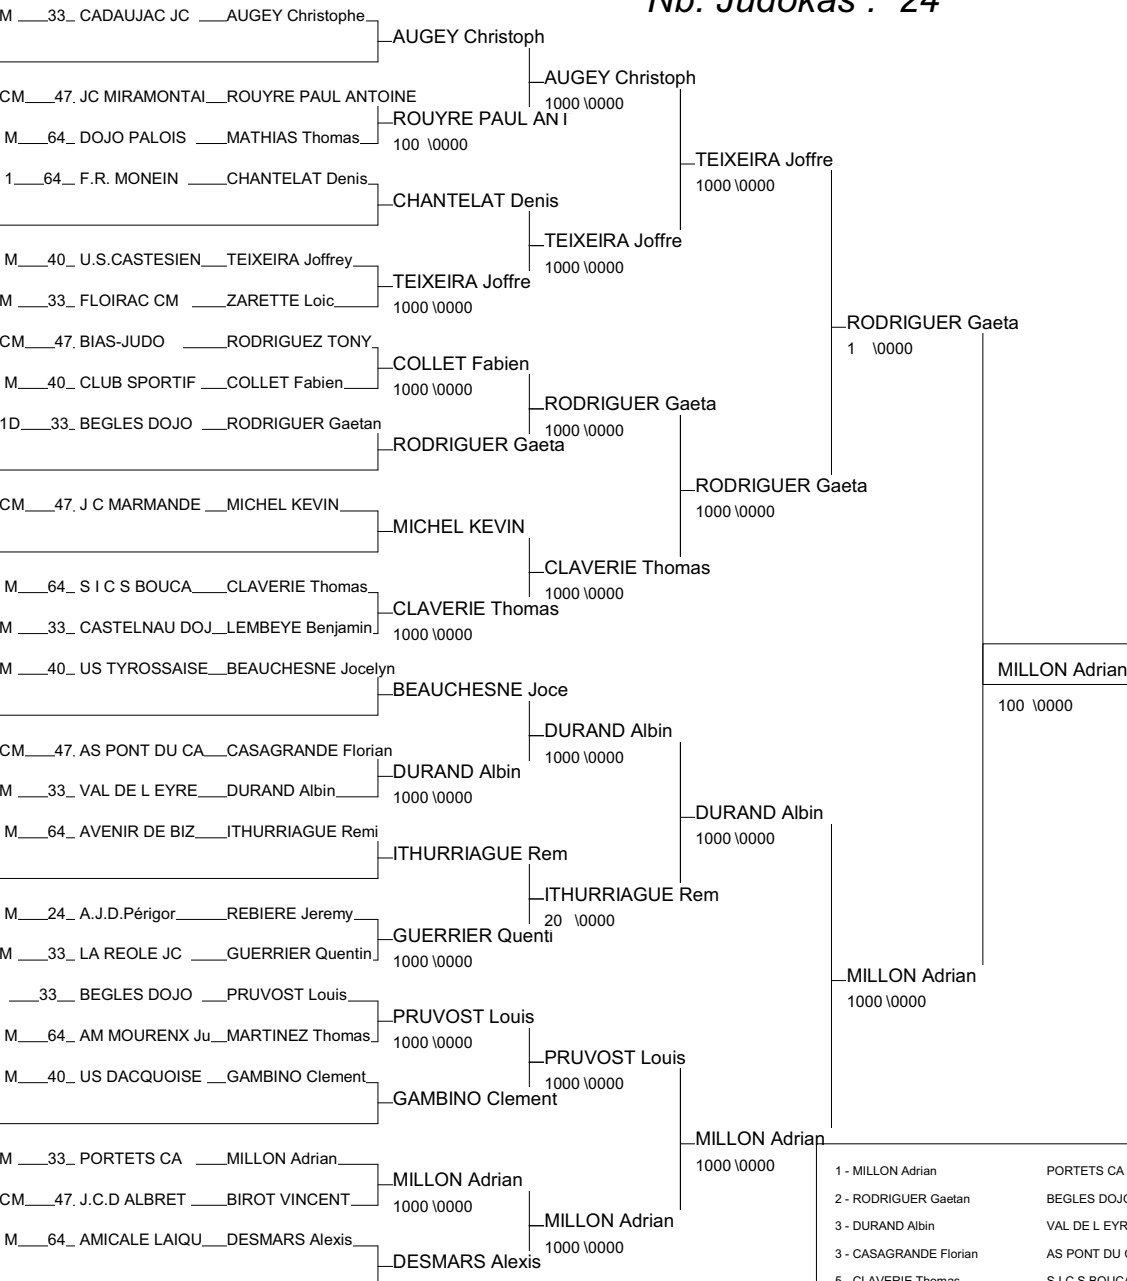 Nb. Judokas : 24
M 33 CADAUJAC JC AUGEY Christophe
AUGEY Christoph
AUGEY Christoph
1000 \0000
CM 47 JC MIRAMONTAI ROUYRE PAUL ANTOINE
ROUYRE PAUL ANT
100 \0000
M 64 DOJO PALOIS MATHIAS Thomas
TEIXEIRA Joffre
1000 \0000
1 64 F.R. MONEIN CHANTELAT Denis
CHANTELAT Denis
TEIXEIRA Joffre
1000 \0000
M 40 U.S.CASTESIEN TEIXEIRA Joffrey
TEIXEIRA Joffre
1000 \0000
M 33 FLOIRAC CM ZARETTE Loic
RODRIGUER Gaeta
1 \0000
CM 47 BIAS-JUDO RODRIGUEZ TONY
COLLET Fabien
1000 \0000
M 40 CLUB SPORTIF COLLET Fabien
RODRIGUER Gaeta
1000 \0000
1D 33 BEGLES DOJO RODRIGUER Gaetan
RODRIGUER Gaeta
RODRIGUER Gaeta
1000 \0000
CM 47 J C MARMANDE MICHEL KEVIN
MICHEL KEVIN
CLAVERIE Thomas
1000 \0000
M 64 S I C S BOUCA CLAVERIE Thomas
CLAVERIE Thomas
1000 \0000
M 33 CASTELNAU DOJ LEMBEYE Benjamin
MILLON Adrian
100 \0000
M 40 US TYROSSAISE BEAUCHESNE Jocelyn
BEAUCHESNE Joce
DURAND Albin
1000 \0000
CM 47 AS PONT DU CA CASAGRANDE Florian
DURAND Albin
1000 \0000
M 33 VAL DE L EYRE DURAND Albin
DURAND Albin
1000 \0000
M 64 AVENIR DE BIZ ITHURRIAGUE Remi
ITHURRIAGUE Rem
ITHURRIAGUE Rem
20 \0000
M 24 A.J.D.Périgor REBIERE Jeremy
GUERRIER Quenti
1000 \0000
M 33 LA REOLE JC GUERRIER Quentin
MILLON Adrian
1000 \0000
33 BEGLES DOJO PRUVOST Louis
PRUVOST Louis
1000 \0000
M 64 AM MOURENX Ju MARTINEZ Thomas
PRUVOST Louis
1000 \0000
M 40 US DACQUOISE GAMBINO Clement
GAMBINO Clement
MILLON Adrian
1000 \0000
M 33 PORTETS CA MILLON Adrian
MILLON Adrian
1000 \0000
CM 47 J.C.D ALBRET BIROT VINCENT
MILLON Adrian
1000 \0000
M 64 AMICALE LAIQU DESMARS Alexis
DESMARS Alexis
1 - MILLON Adrian PORTETS CA
2 - RODRIGUER Gaetan BEGLES DOJO
3 - DURAND Albin VAL DE L EYR
3 - CASAGRANDE Florian AS PONT DU C
5 - CLAVERIE Thomas S I C S BOUCA